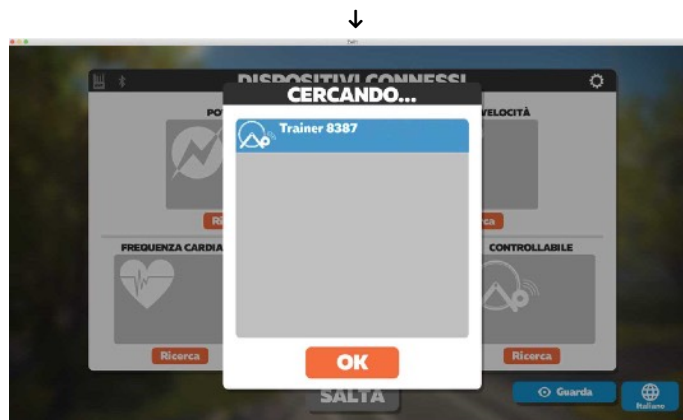 DISPOSITIVI CONNESSI
CERCANDO...
Trainer 8387
VELOCITÀ
FREQUENZA CARDIA
CONTROLLABILE
Ricerca
OK
Ricerca
SALTA
Guarda
Italiano